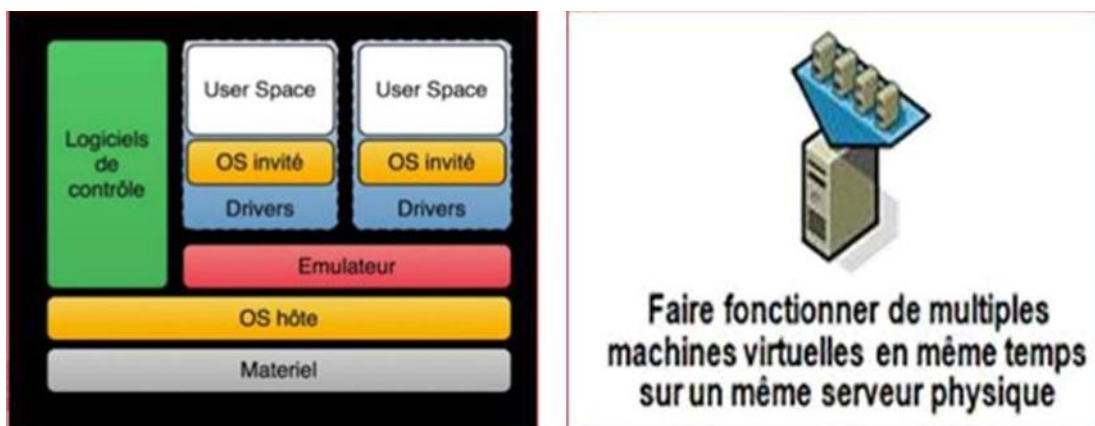 Logiciels
de
contrôle
User Space
User Space
OS invité
OS invité
Drivers
Drivers
Emulateur
OS hôte
Materiel
Faire fonctionner de multiples
machines virtuelles en même temps
sur un même serveur physique